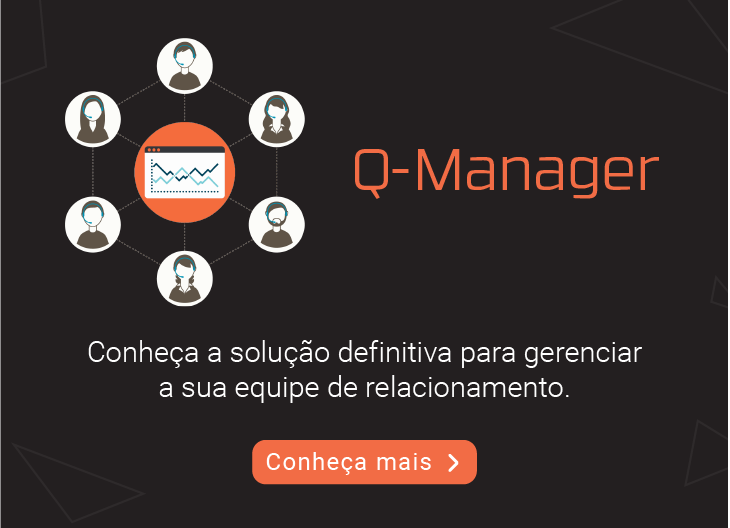 Q-Manager
Conheça a solução definitiva para gerenciar
a sua equipe de relacionamento.
Conheça mais